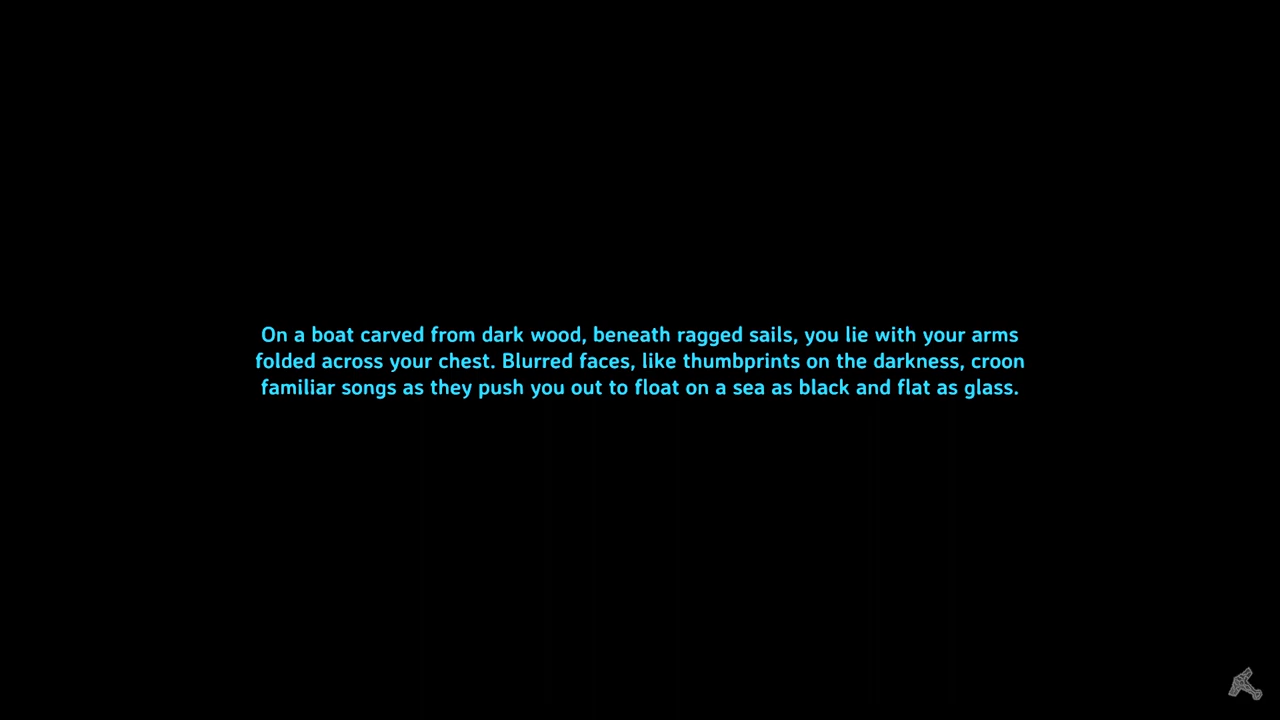 On a boat carved from dark wood, beneath ragged sails, you lie with your arms
folded across your chest. Blurred faces, like thumbprints on the darkness, croon
familiar songs as they push you out to float on a sea as black and flat as glass.